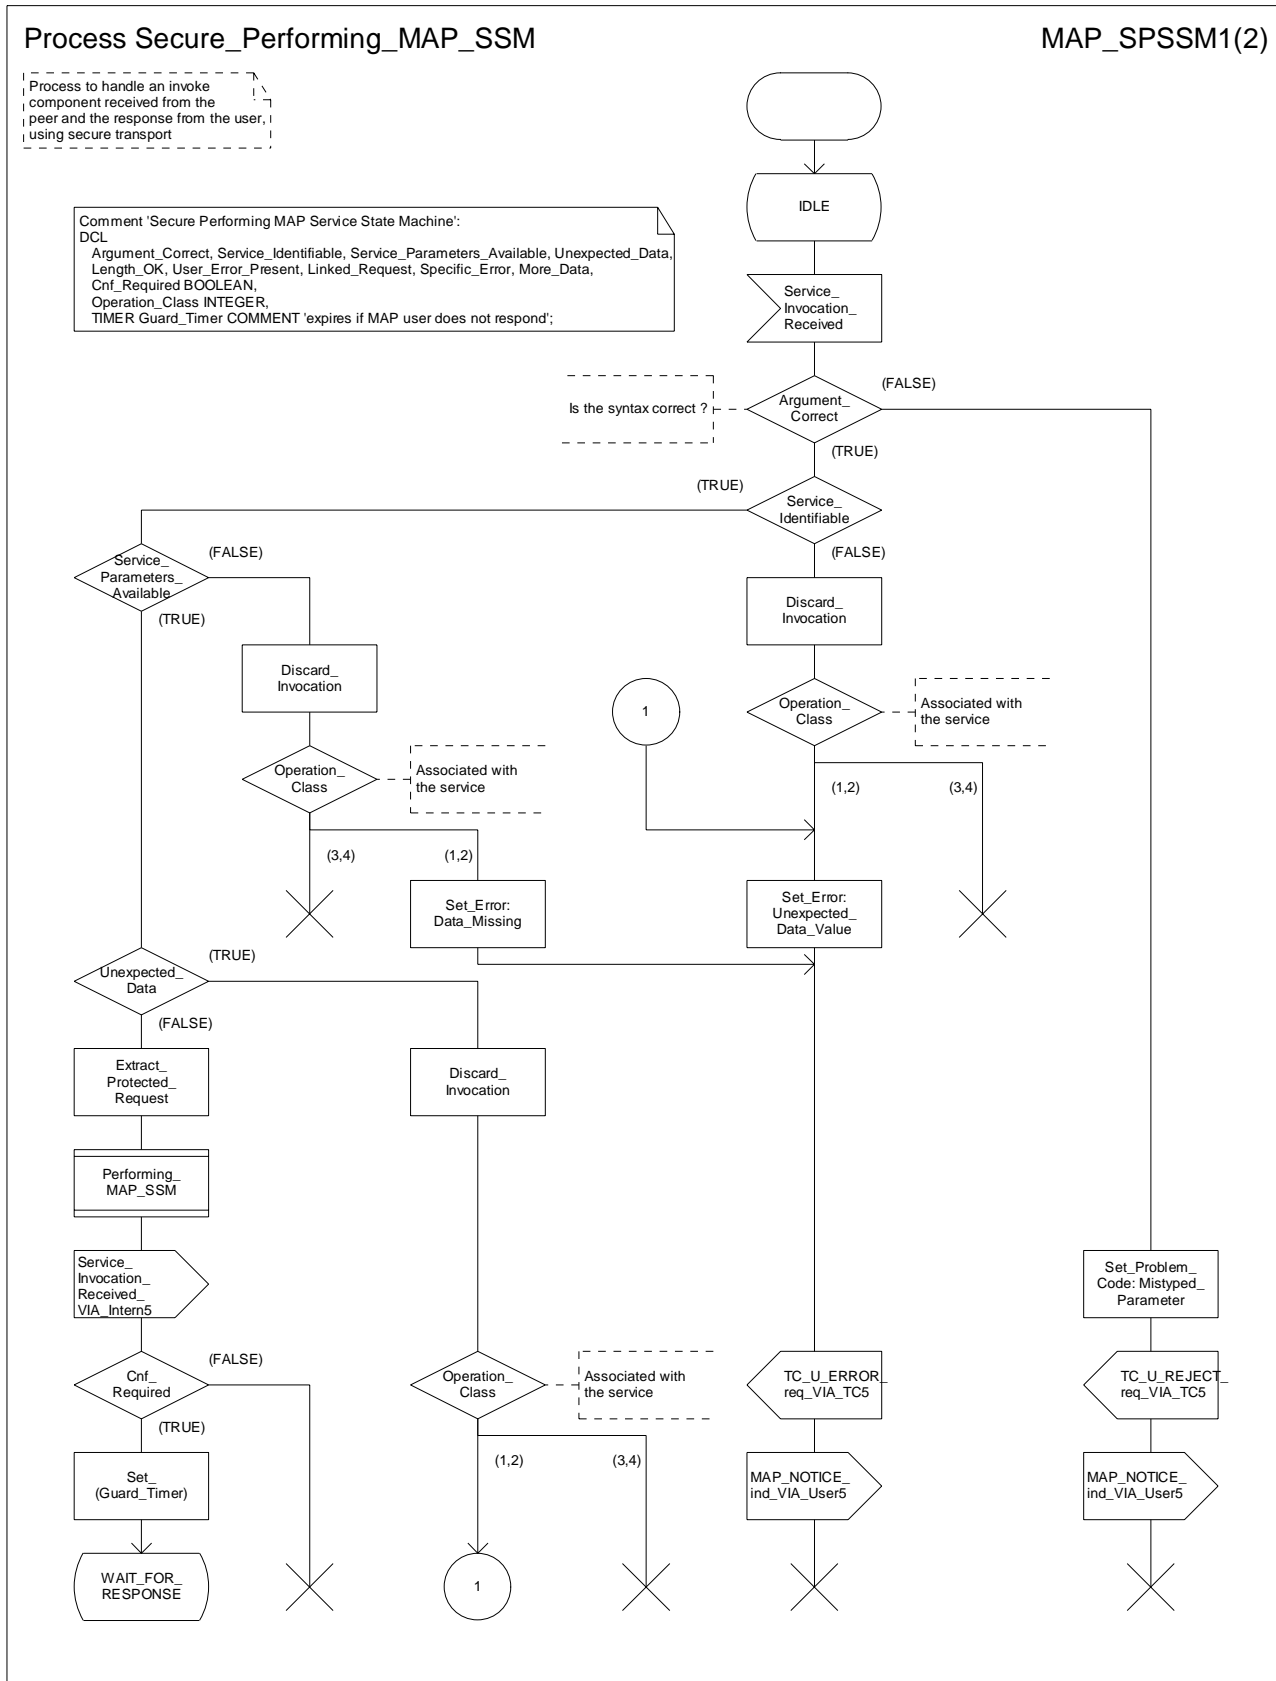 Process Secure_Performing_MAP_SSM
MAP_SPSSM1(2)
Process to handle an invoke
component received from the
peer and the response from the user,
using secure transport
IDLE
Comment 'Secure Performing MAP Service State Machine':
DCL
Argument_Correct, Service_Identifiable, Service_Parameters_Available, Unexpected_Data,
Length_OK, User_Error_Present, Linked_Request, Specific_Error, More_Data,
Cnf_Required BOOLEAN,
Operation_Class INTEGER,
TIMER Guard_Timer COMMENT 'expires if MAP user does not respond';
Service_
Invocation_
Received
Is the syntax correct ?
Argument_
Correct
(FALSE)
(TRUE)
(TRUE)
Service_
Identifiable
(FALSE)
Service_
Parameters_
Available
(FALSE)
(TRUE)
Discard_
Invocation
Discard_
Invocation
1
Operation_
Class
Associated with
the service
Operation_
Class
Associated with
the service
(1,2)
(3,4)
(3,4)
(1,2)
Set_Error:
Data_Missing
Set_Error:
Unexpected_
Data_Value
Unexpected_
Data
(TRUE)
(FALSE)
Extract_
Protected_
Request
Discard_
Invocation
Performing_
MAP_SSM
Service_
Invocation_
Received_
VIA_Intern5
Set_Problem_
Code: Mistyped_
Parameter
Cnf_
Required
(FALSE)
(TRUE)
Operation_
Class
Associated with
the service
TC_U_ERROR_
req_VIA_TC5
TC_U_REJECT_
req_VIA_TC5
(1,2)
(3,4)
Set_
(Guard_Timer)
MAP_NOTICE_
ind_VIA_User5
MAP_NOTICE_
ind_VIA_User5
WAIT_FOR_
RESPONSE
1